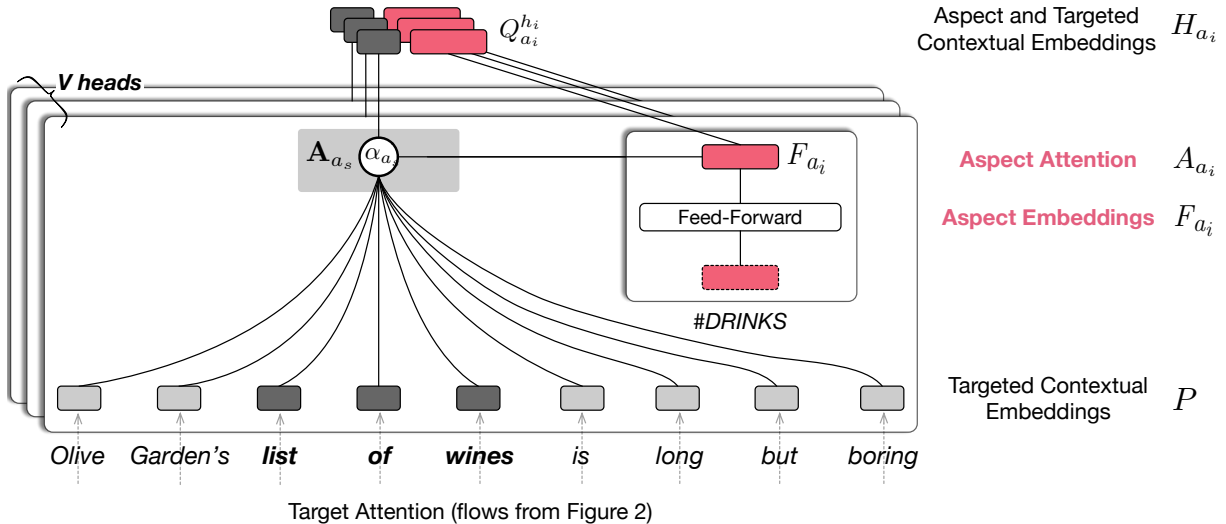 Q_{a_i}^{h_i}
Aspect and Targeted
Contextual Embeddings
H_{a_i}
V heads
A_{a_s}
α_{a_s}
F_{a_i}
Aspect Attention
A_{a_i}
Feed-Forward
Aspect Embeddings
F_{a_i}
#DRINKS
Targeted Contextual
Embeddings
P
Olive Garden's list of wines is long but boring
Target Attention (flows from Figure 2)